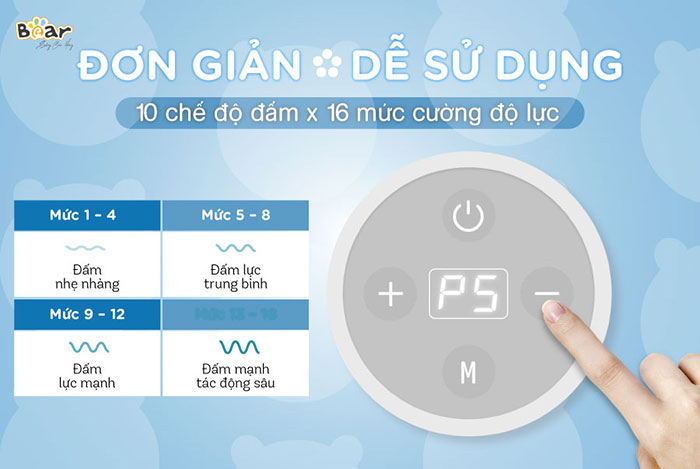 Bear
ĐƠN GIẢN DỄ SỬ DỤNG
10 chế độ đấm x 16 mức cường độ lực
Mức 1 - 4
Mức 5 - 8
Đấm
nhẹ nhàng
Đấm lực
trung bình
Mức 9 - 12
Mức 13 - 16
Đấm
lực mạnh
Đấm mạnh
tác động sâu
+
P5
−
M